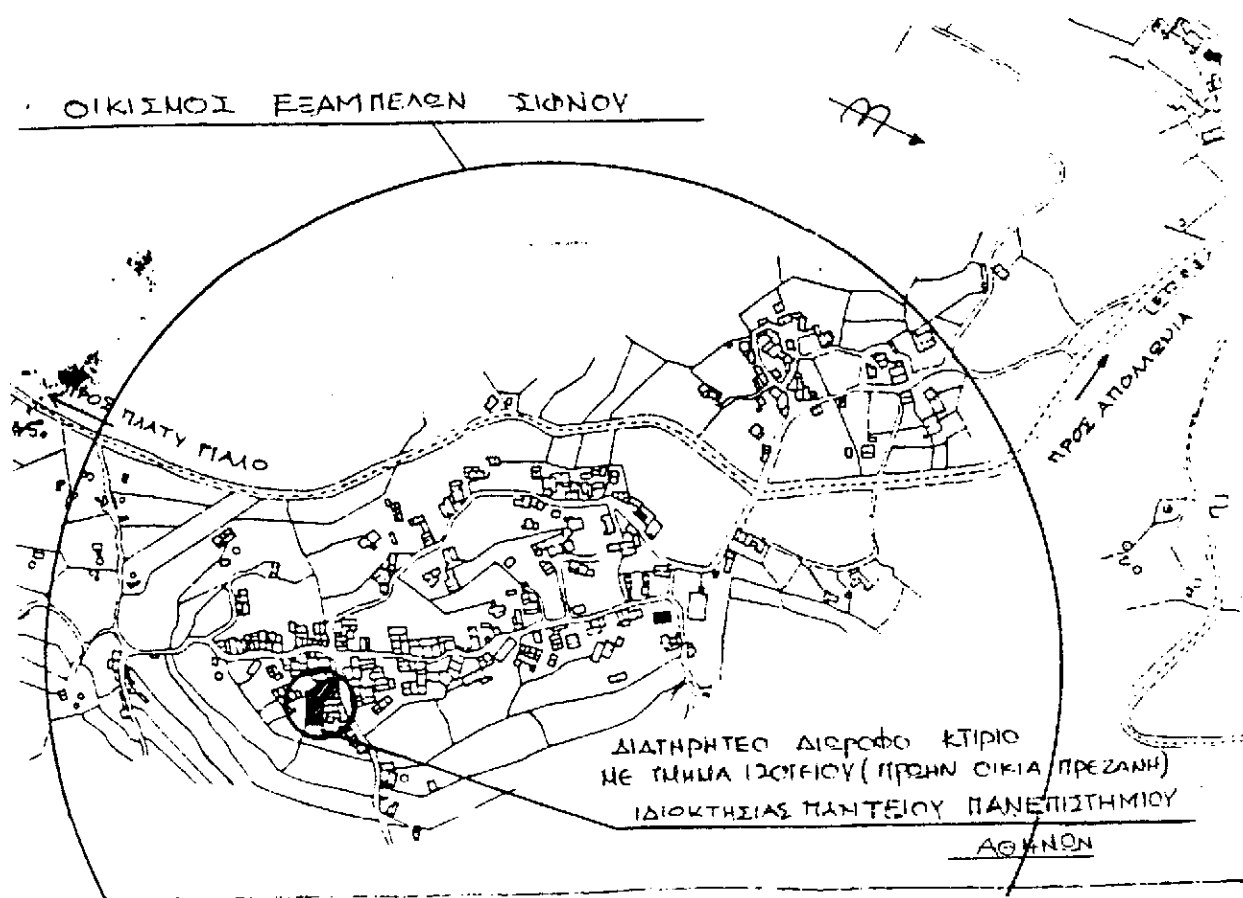 ΟΙΚΙΣΜΟΣ ΕΞΑΜΠΕΛΩΝ ΣΙΦΝΟΥ
ΠΡΟΣ ΠΛΑΤΥ ΓΙΑΛΟ
ΠΡΟΣ ΑΠΟΛΛΩΝΙΑ
ΔΙΑΤΗΡΗΤΕΟ ΔΙΩΡΟΦΟ ΚΤΙΡΙΟ
ΜΕ ΤΜΗΜΑ ΙΣΟΓΕΙΟΥ (ΠΡΩΗΝ ΟΙΚΙΑ ΠΡΕΖΑΝΗ)
ΙΔΙΟΚΤΗΣΙΑΣ ΠΑΝΤΕΙΟΥ ΠΑΝΕΠΙΣΤΗΜΙΟΥ
ΑΘΗΝΩΝ